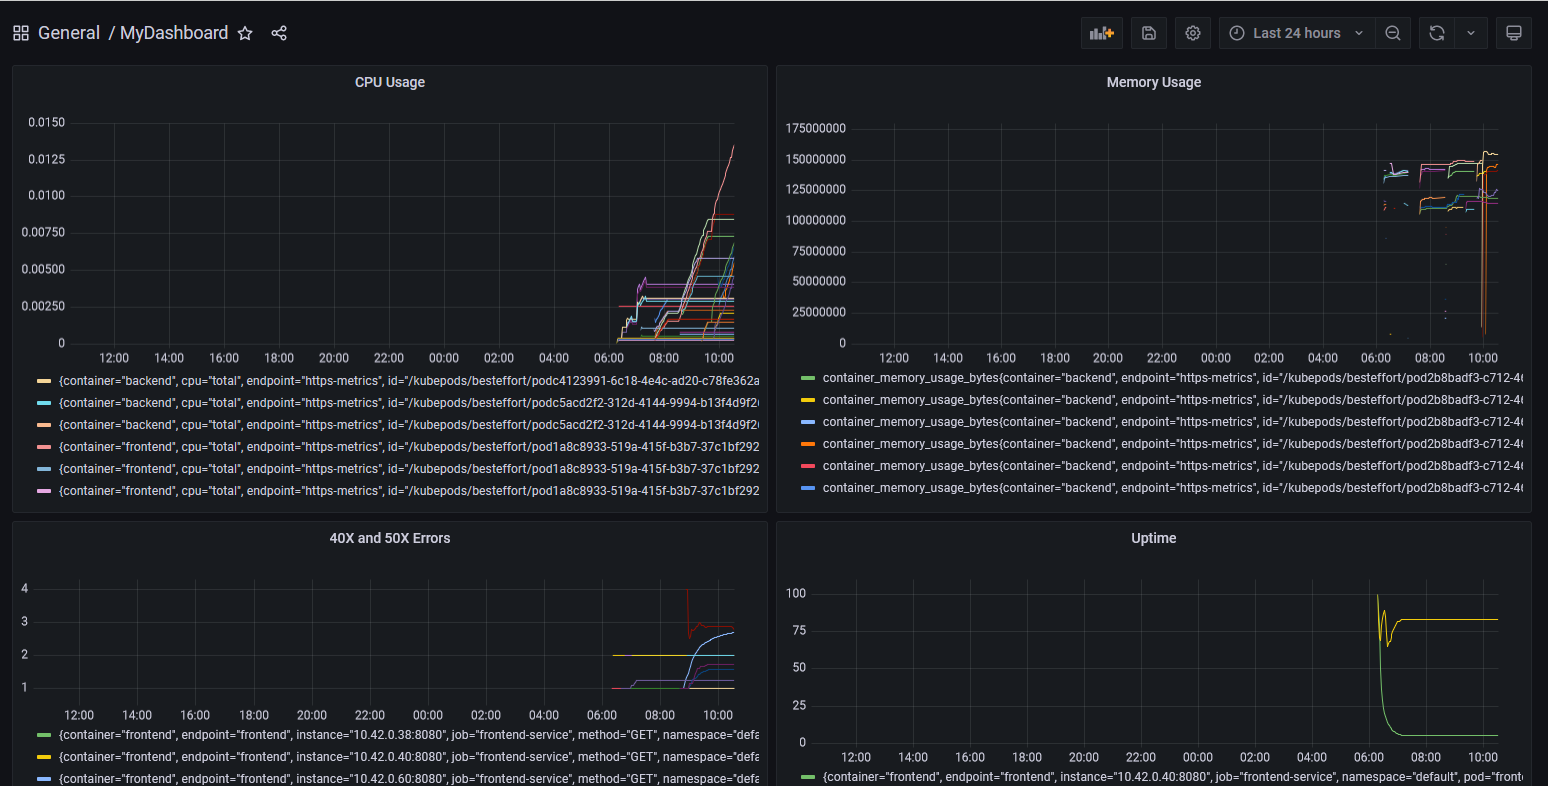 General / MyDashboard
Last 24 hours
CPU Usage
0.0150
0.0125
0.0100
0.00750
0.00500
0.00250
0
12:00 14:00 16:00 18:00 20:00 22:00 00:00 02:00 04:00 06:00 08:00 10:00
{container="backend", cpu="total", endpoint="https-metrics", id="/kubepods/besteffort/podc4123991-6c18-4e4c-ad20-c78fe362a
{container="backend", cpu="total", endpoint="https-metrics", id="/kubepods/besteffort/podc5acd2f2-312d-4144-9994-b13f4d9f26
{container="backend", cpu="total", endpoint="https-metrics", id="/kubepods/besteffort/podc5acd2f2-312d-4144-9994-b13f4d9f26
{container="frontend", cpu="total", endpoint="https-metrics", id="/kubepods/besteffort/pod1a8c8933-519a-415f-b3b7-37c1bf292
{container="frontend", cpu="total", endpoint="https-metrics", id="/kubepods/besteffort/pod1a8c8933-519a-415f-b3b7-37c1bf292
{container="frontend", cpu="total", endpoint="https-metrics", id="/kubepods/besteffort/pod1a8c8933-519a-415f-b3b7-37c1bf292
Memory Usage
175000000
150000000
125000000
100000000
75000000
50000000
25000000
0
12:00 14:00 16:00 18:00 20:00 22:00 00:00 02:00 04:00 06:00 08:00 10:00
container_memory_usage_bytes{container="backend", endpoint="https-metrics", id="/kubepods/besteffort/pod2b8badf3-c712-46
container_memory_usage_bytes{container="backend", endpoint="https-metrics", id="/kubepods/besteffort/pod2b8badf3-c712-46
container_memory_usage_bytes{container="backend", endpoint="https-metrics", id="/kubepods/besteffort/pod2b8badf3-c712-46
container_memory_usage_bytes{container="backend", endpoint="https-metrics", id="/kubepods/besteffort/pod2b8badf3-c712-46
container_memory_usage_bytes{container="backend", endpoint="https-metrics", id="/kubepods/besteffort/pod2b8badf3-c712-46
container_memory_usage_bytes{container="backend", endpoint="https-metrics", id="/kubepods/besteffort/pod2b8badf3-c712-46
40X and 50X Errors
4
3
2
1
12:00 14:00 16:00 18:00 20:00 22:00 00:00 02:00 04:00 06:00 08:00 10:00
{container="frontend", endpoint="frontend", instance="10.42.0.38:8080", job="frontend-service", method="GET", namespace="defa
{container="frontend", endpoint="frontend", instance="10.42.0.40:8080", job="frontend-service", method="GET", namespace="defa
{container="frontend", endpoint="frontend", instance="10.42.0.60:8080", job="frontend-service", method="GET", namespace="defa
Uptime
100
75
50
25
0
12:00 14:00 16:00 18:00 20:00 22:00 00:00 02:00 04:00 06:00 08:00 10:00
{container="frontend", endpoint="frontend", instance="10.42.0.40:8080", job="frontend-service", namespace="default", pod="front